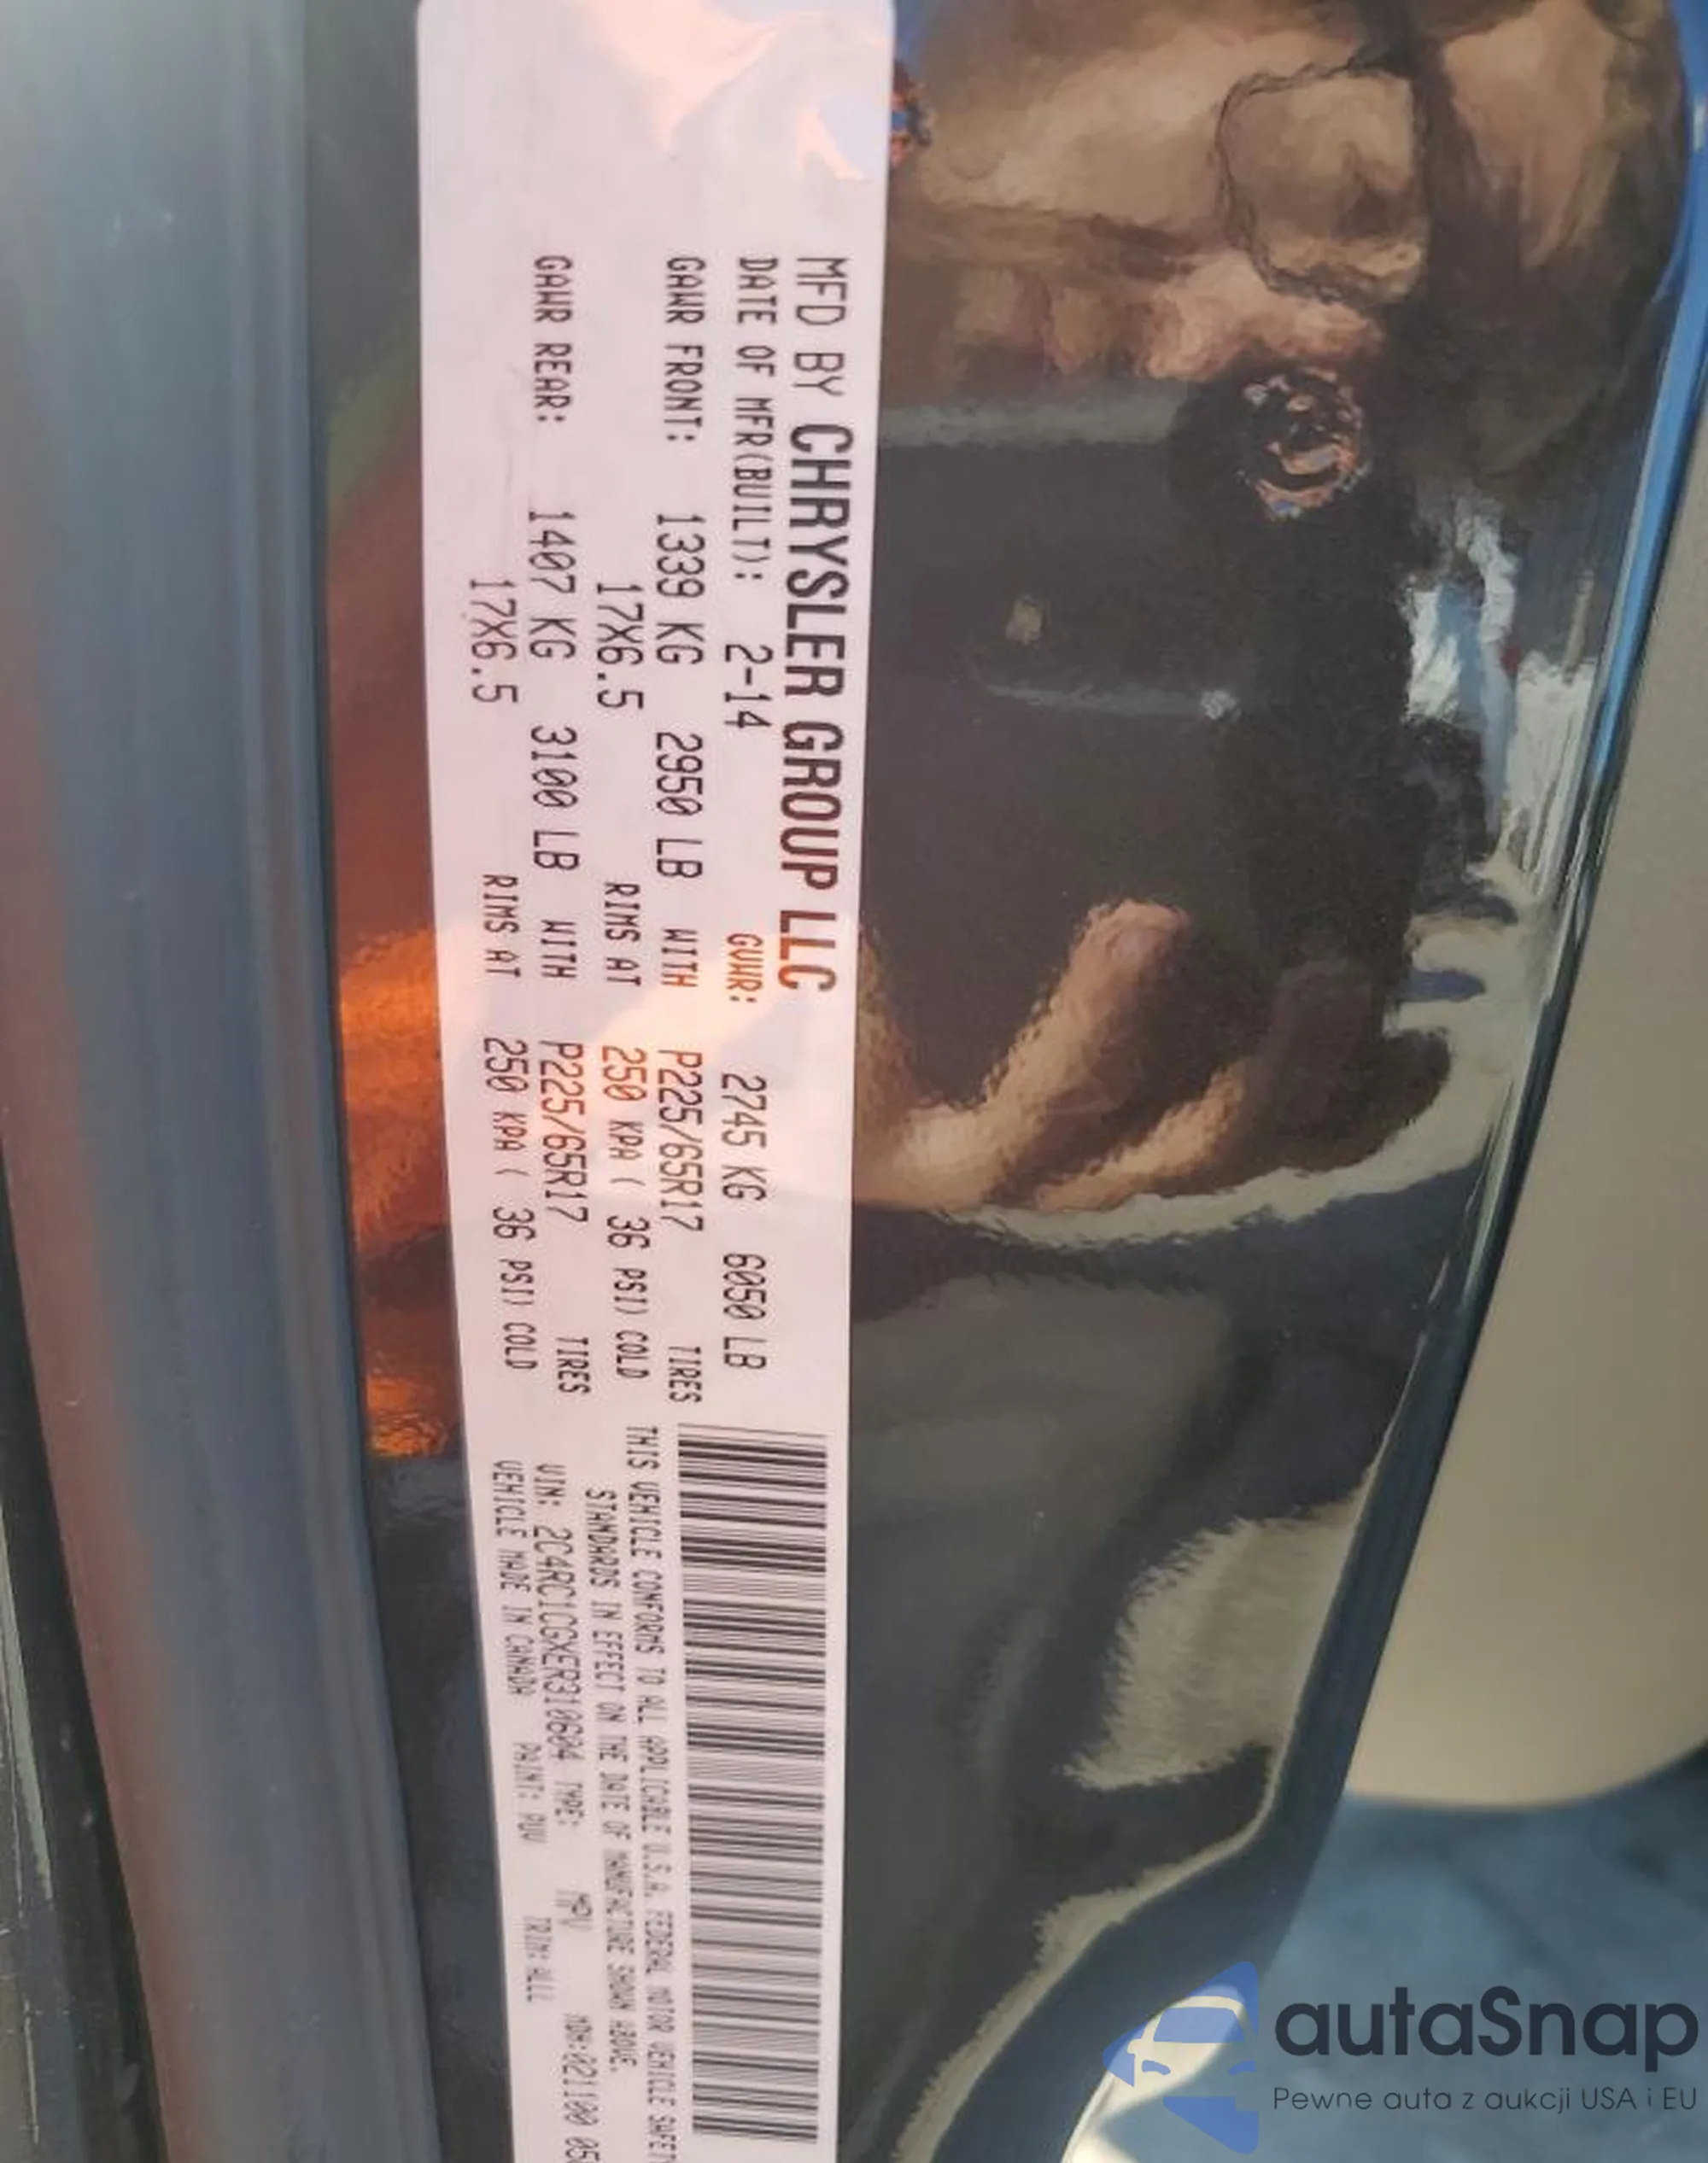 MFD BY CHRYSLER GROUP LLC
DATE OF MFR(BUILT): 2-14 GVWR: 2745 KG 6050 LB
GAWR FRONT: 1339 KG 2950 LB WITH P225/65R17 TIRES
17X6.5 RIMS AT 250 KPA ( 36 PSI) COLD
GAWR REAR: 1407 KG 3100 LB WITH P225/65R17 TIRES
17X6.5 RIMS AT 250 KPA ( 36 PSI) COLD
THIS VEHICLE CONFORMS TO ALL APPLICABLE U.S.A. FEDERAL MOTOR VEHICLE
STANDARDS IN EFFECT ON THE DATE OF MANUFACTURE SHOWN ABOVE.
VIN: 2C4RC1CGXER310604 TYPE: MPV MDH:021100 05
VEHICLE MADE IN CANADA PAINT: PUV TRIM:
autaSnap
Pewne auta z aukcji USA i EU